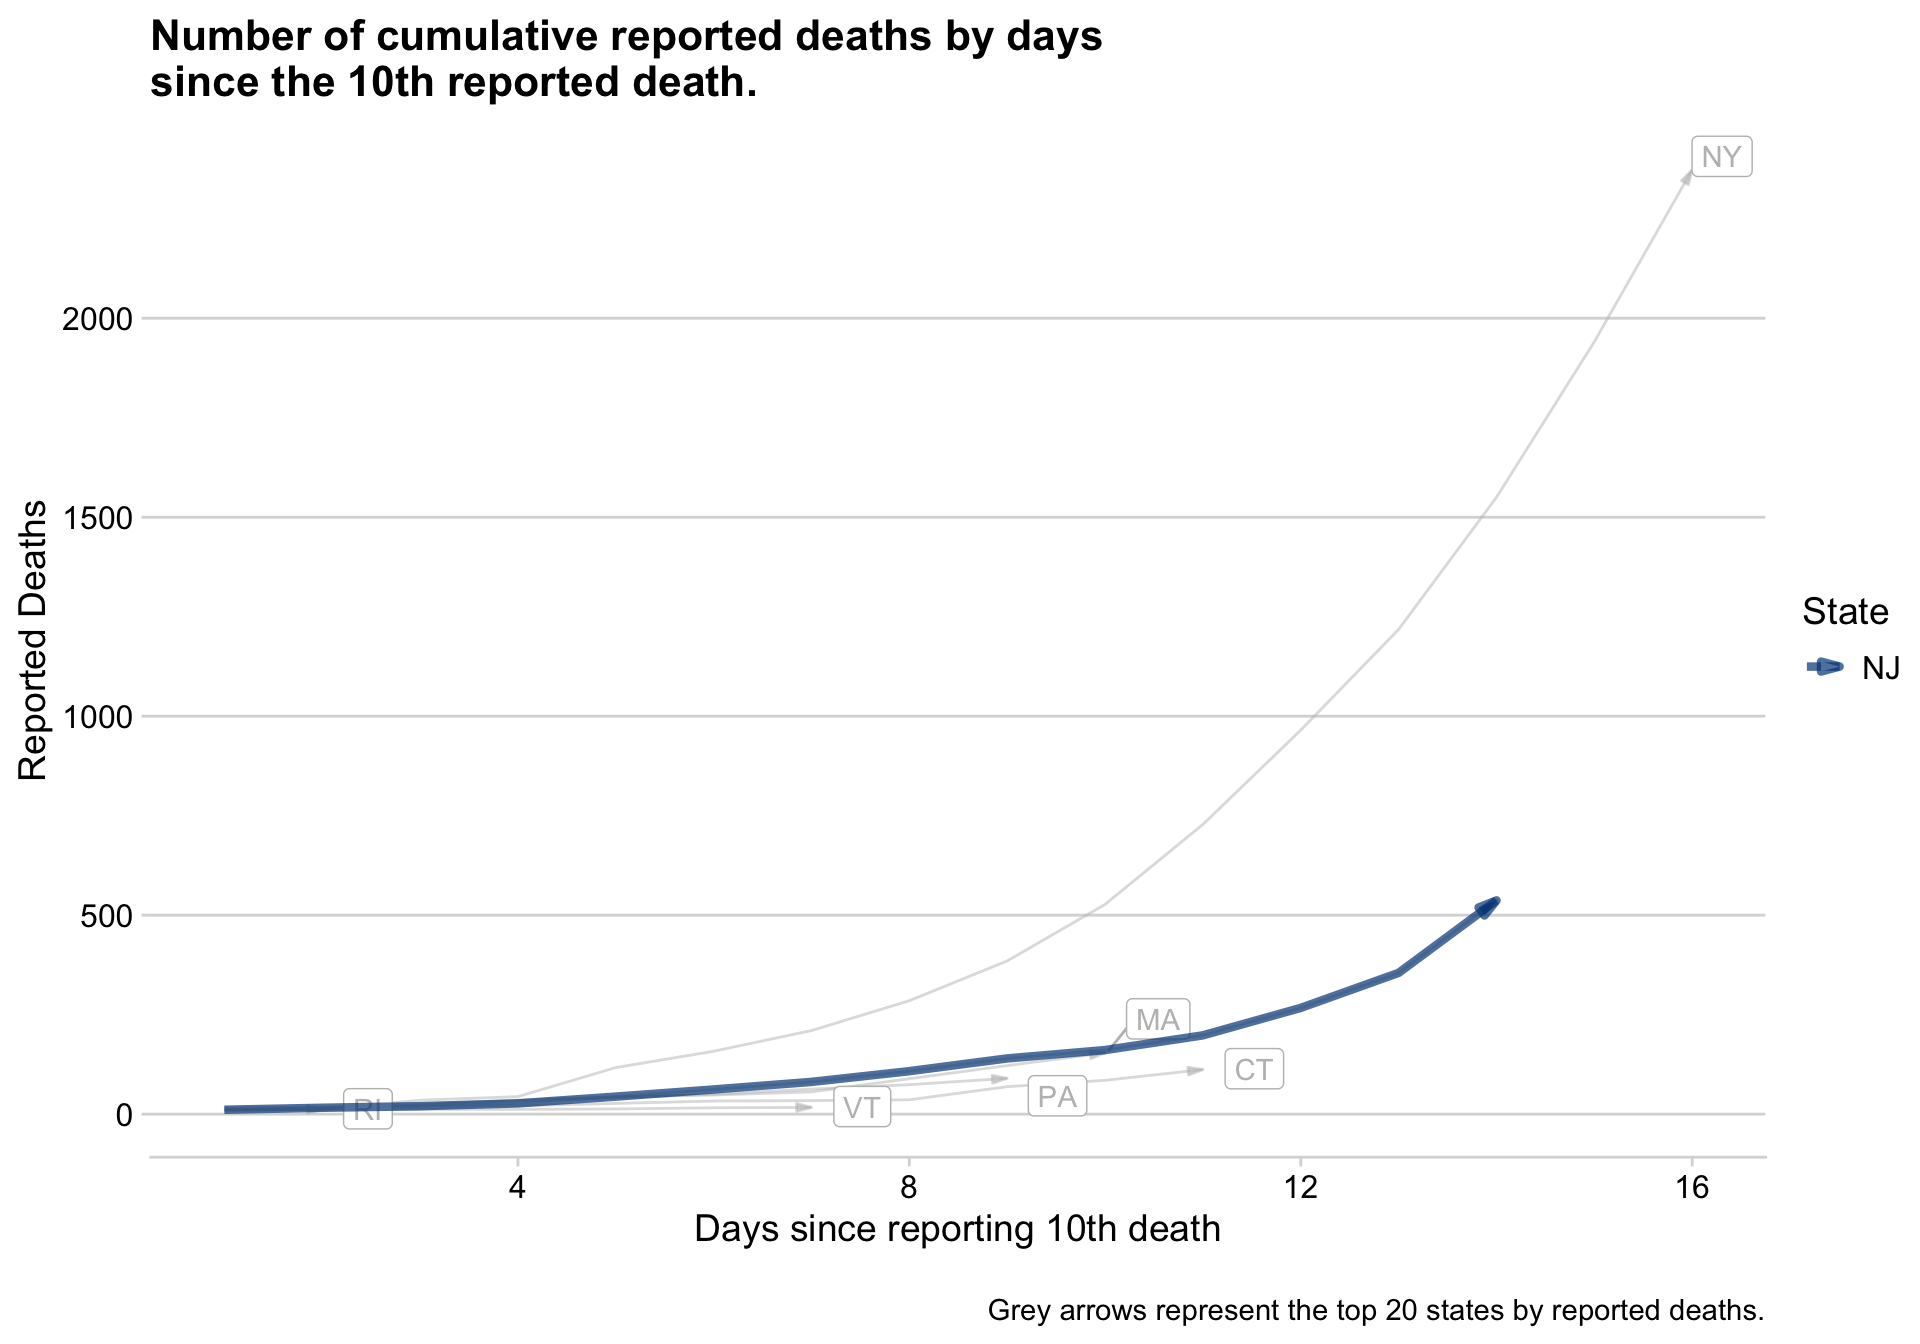 Number of cumulative reported deaths by days
since the 10th reported death.
NY
2000
1500
1000
500
0
Reported Deaths
State
NJ
MA
CT
PA
VT
RI
4
8
12
16
Days since reporting 10th death
Grey arrows represent the top 20 states by reported deaths.